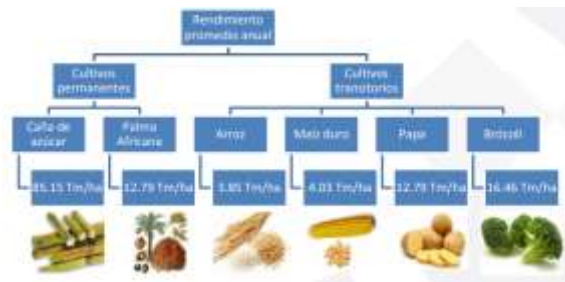 Rendimiento
promedio anual
Cultivos
permanentes
Cultivos
transitorios
Caña de
azúcar
Palma
Africana
Arroz
Maíz duro
Papa
Brócoli
85.15 Tm/ha
12.79 Tm/ha
3.85 Tm/ha
4.03 Tm/ha
12.79 Tm/ha
16.46 Tm/ha